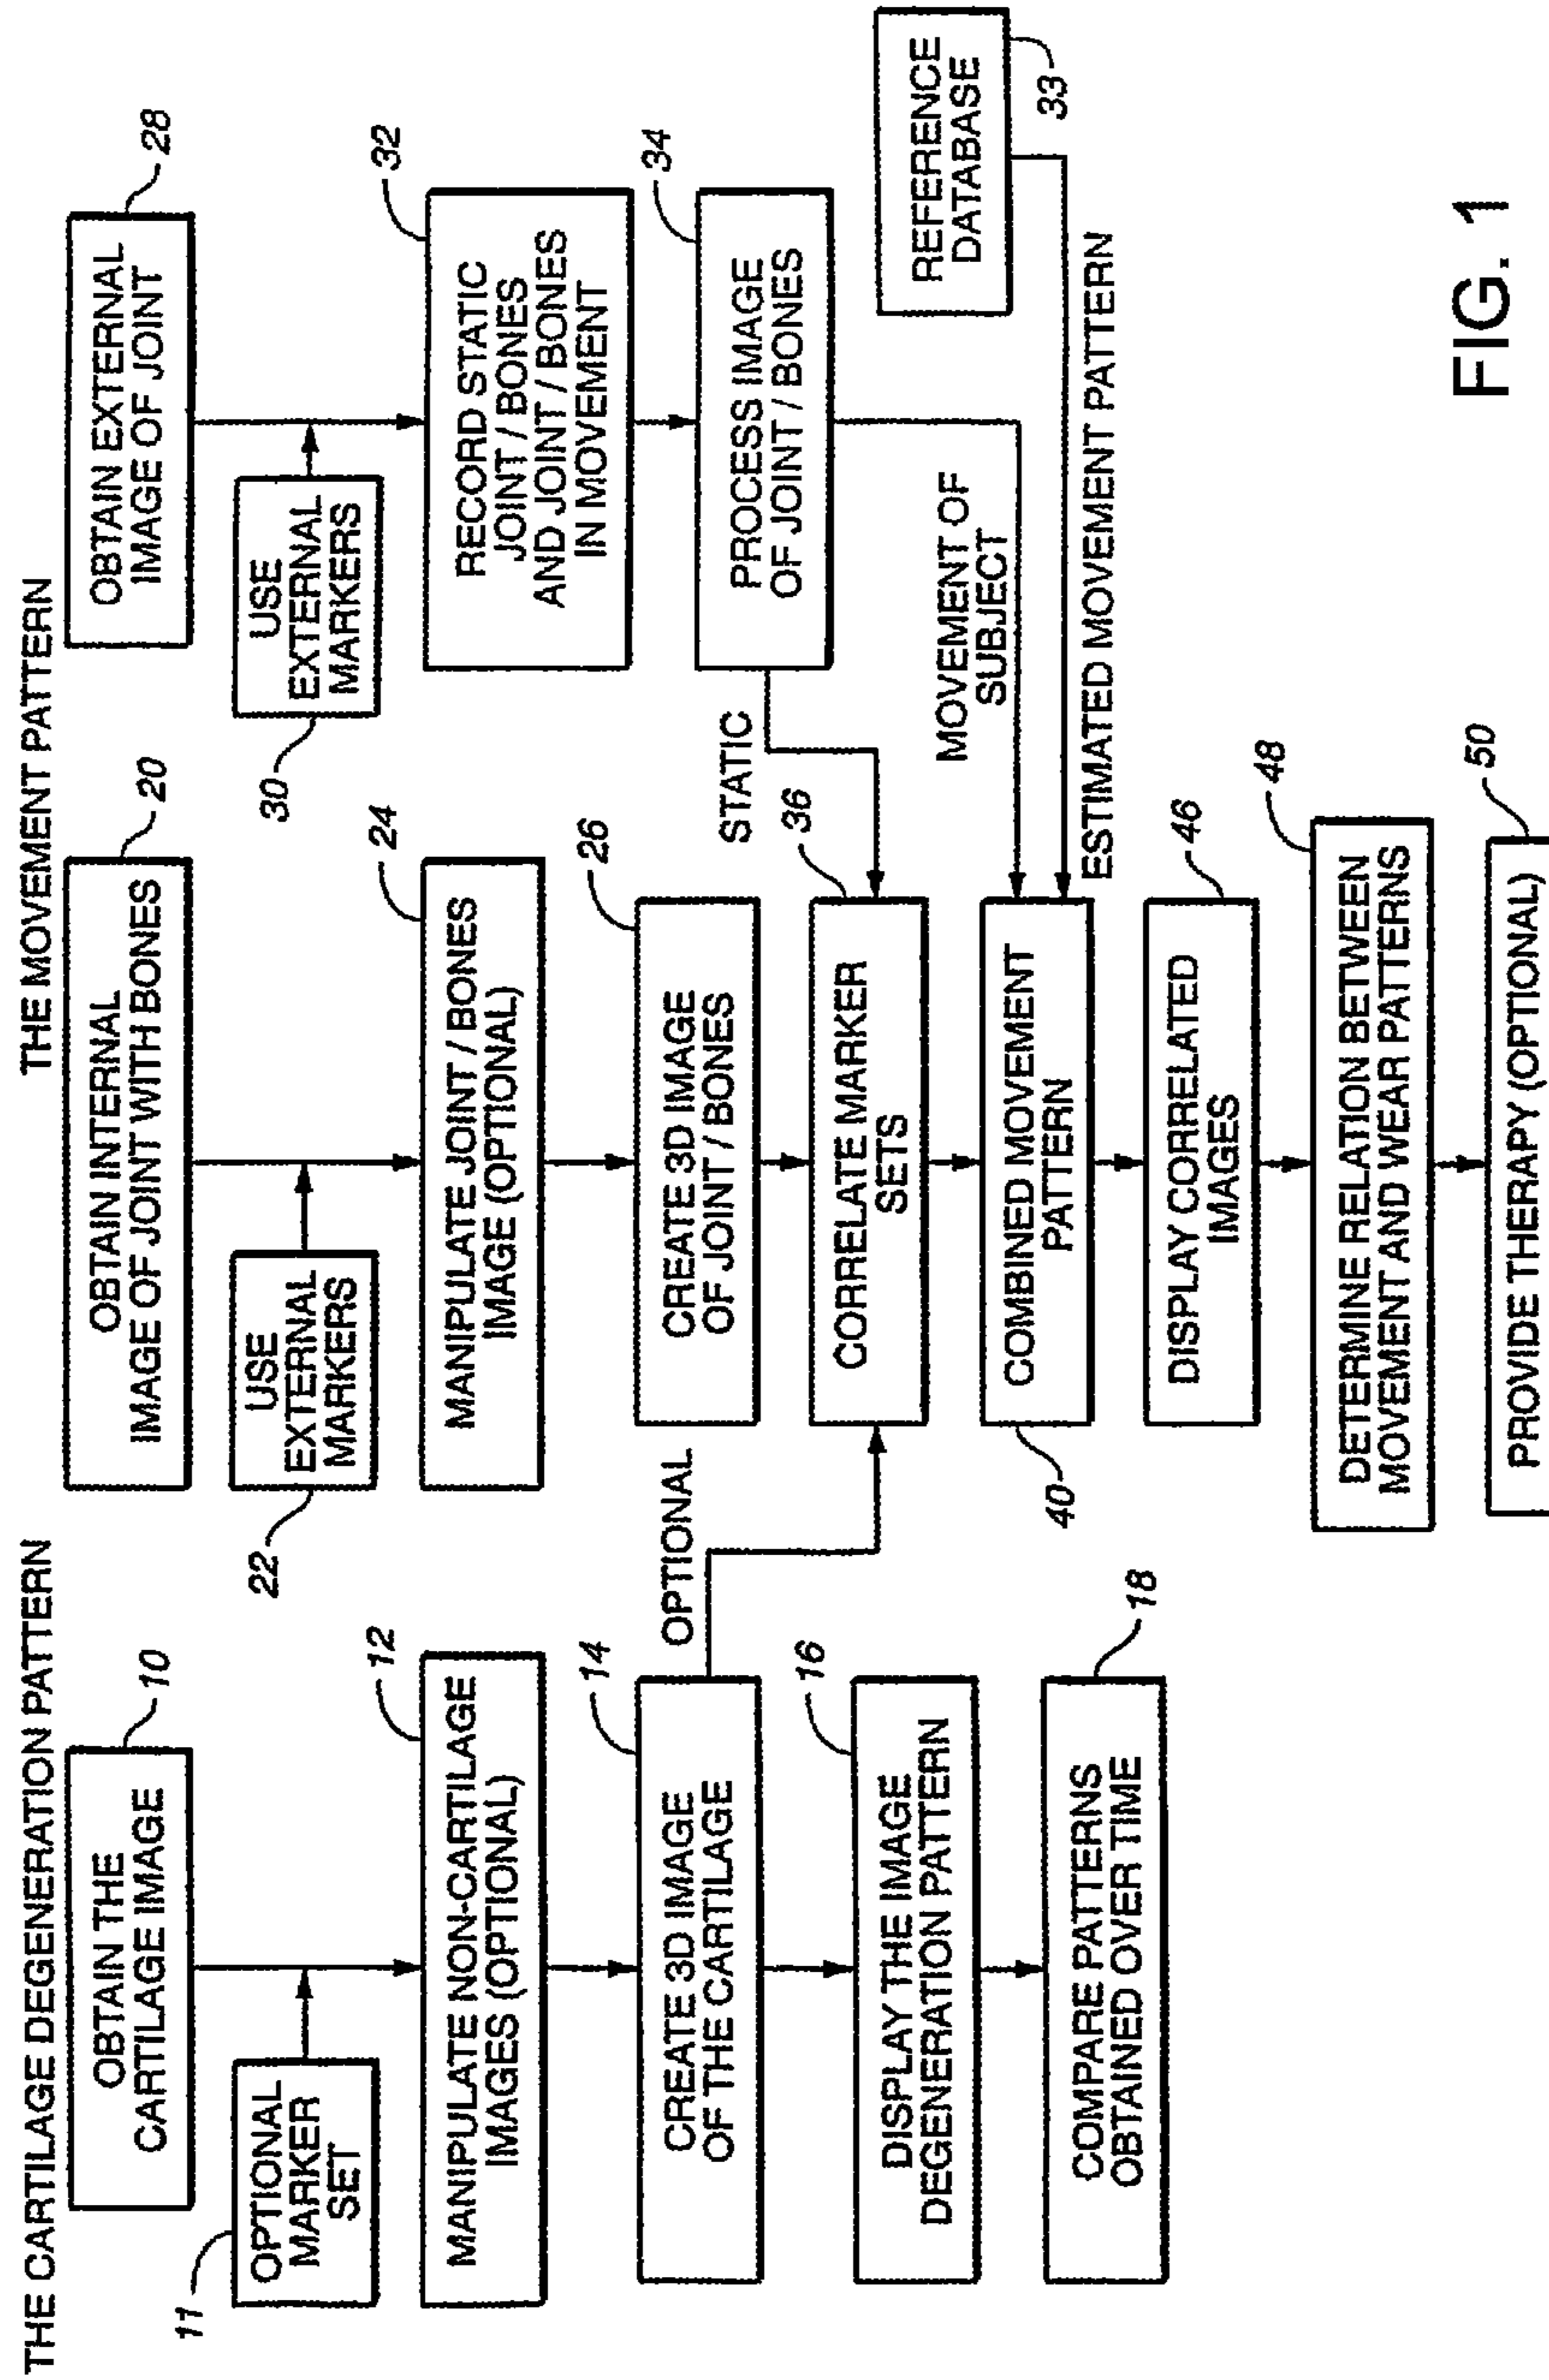 THE CARTILAGE DEGENERATION PATTERN
10
OBTAIN THE
CARTILAGE IMAGE
11
OPTIONAL
MARKER
SET
12
MANIPULATE NON-CARTILAGE
IMAGES (OPTIONAL)
14
CREATE 3D IMAGE
OF THE CARTILAGE
OPTIONAL
16
DISPLAY THE IMAGE
DEGENERATION PATTERN
18
COMPARE PATTERNS
OBTAINED OVER TIME
THE MOVEMENT PATTERN
20
OBTAIN INTERNAL
IMAGE OF JOINT WITH BONES
22
USE
EXTERNAL
MARKERS
24
MANIPULATE JOINT / BONES
IMAGE (OPTIONAL)
26
CREATE 3D IMAGE
OF JOINT / BONES
36
CORRELATE MARKER
SETS
40
COMBINED MOVEMENT
PATTERN
46
DISPLAY CORRELATED
IMAGES
48
DETERMINE RELATION BETWEEN
MOVEMENT AND WEAR PATTERNS
50
PROVIDE THERAPY (OPTIONAL)
28
OBTAIN EXTERNAL
IMAGE OF JOINT
30
USE
EXTERNAL
MARKERS
32
RECORD STATIC
JOINT / BONES
AND JOINT / BONES
IN MOVEMENT
34
PROCESS IMAGE
OF JOINT / BONES
STATIC
MOVEMENT OF
SUBJECT
REFERENCE
DATABASE
33
ESTIMATED MOVEMENT PATTERN
FIG. 1